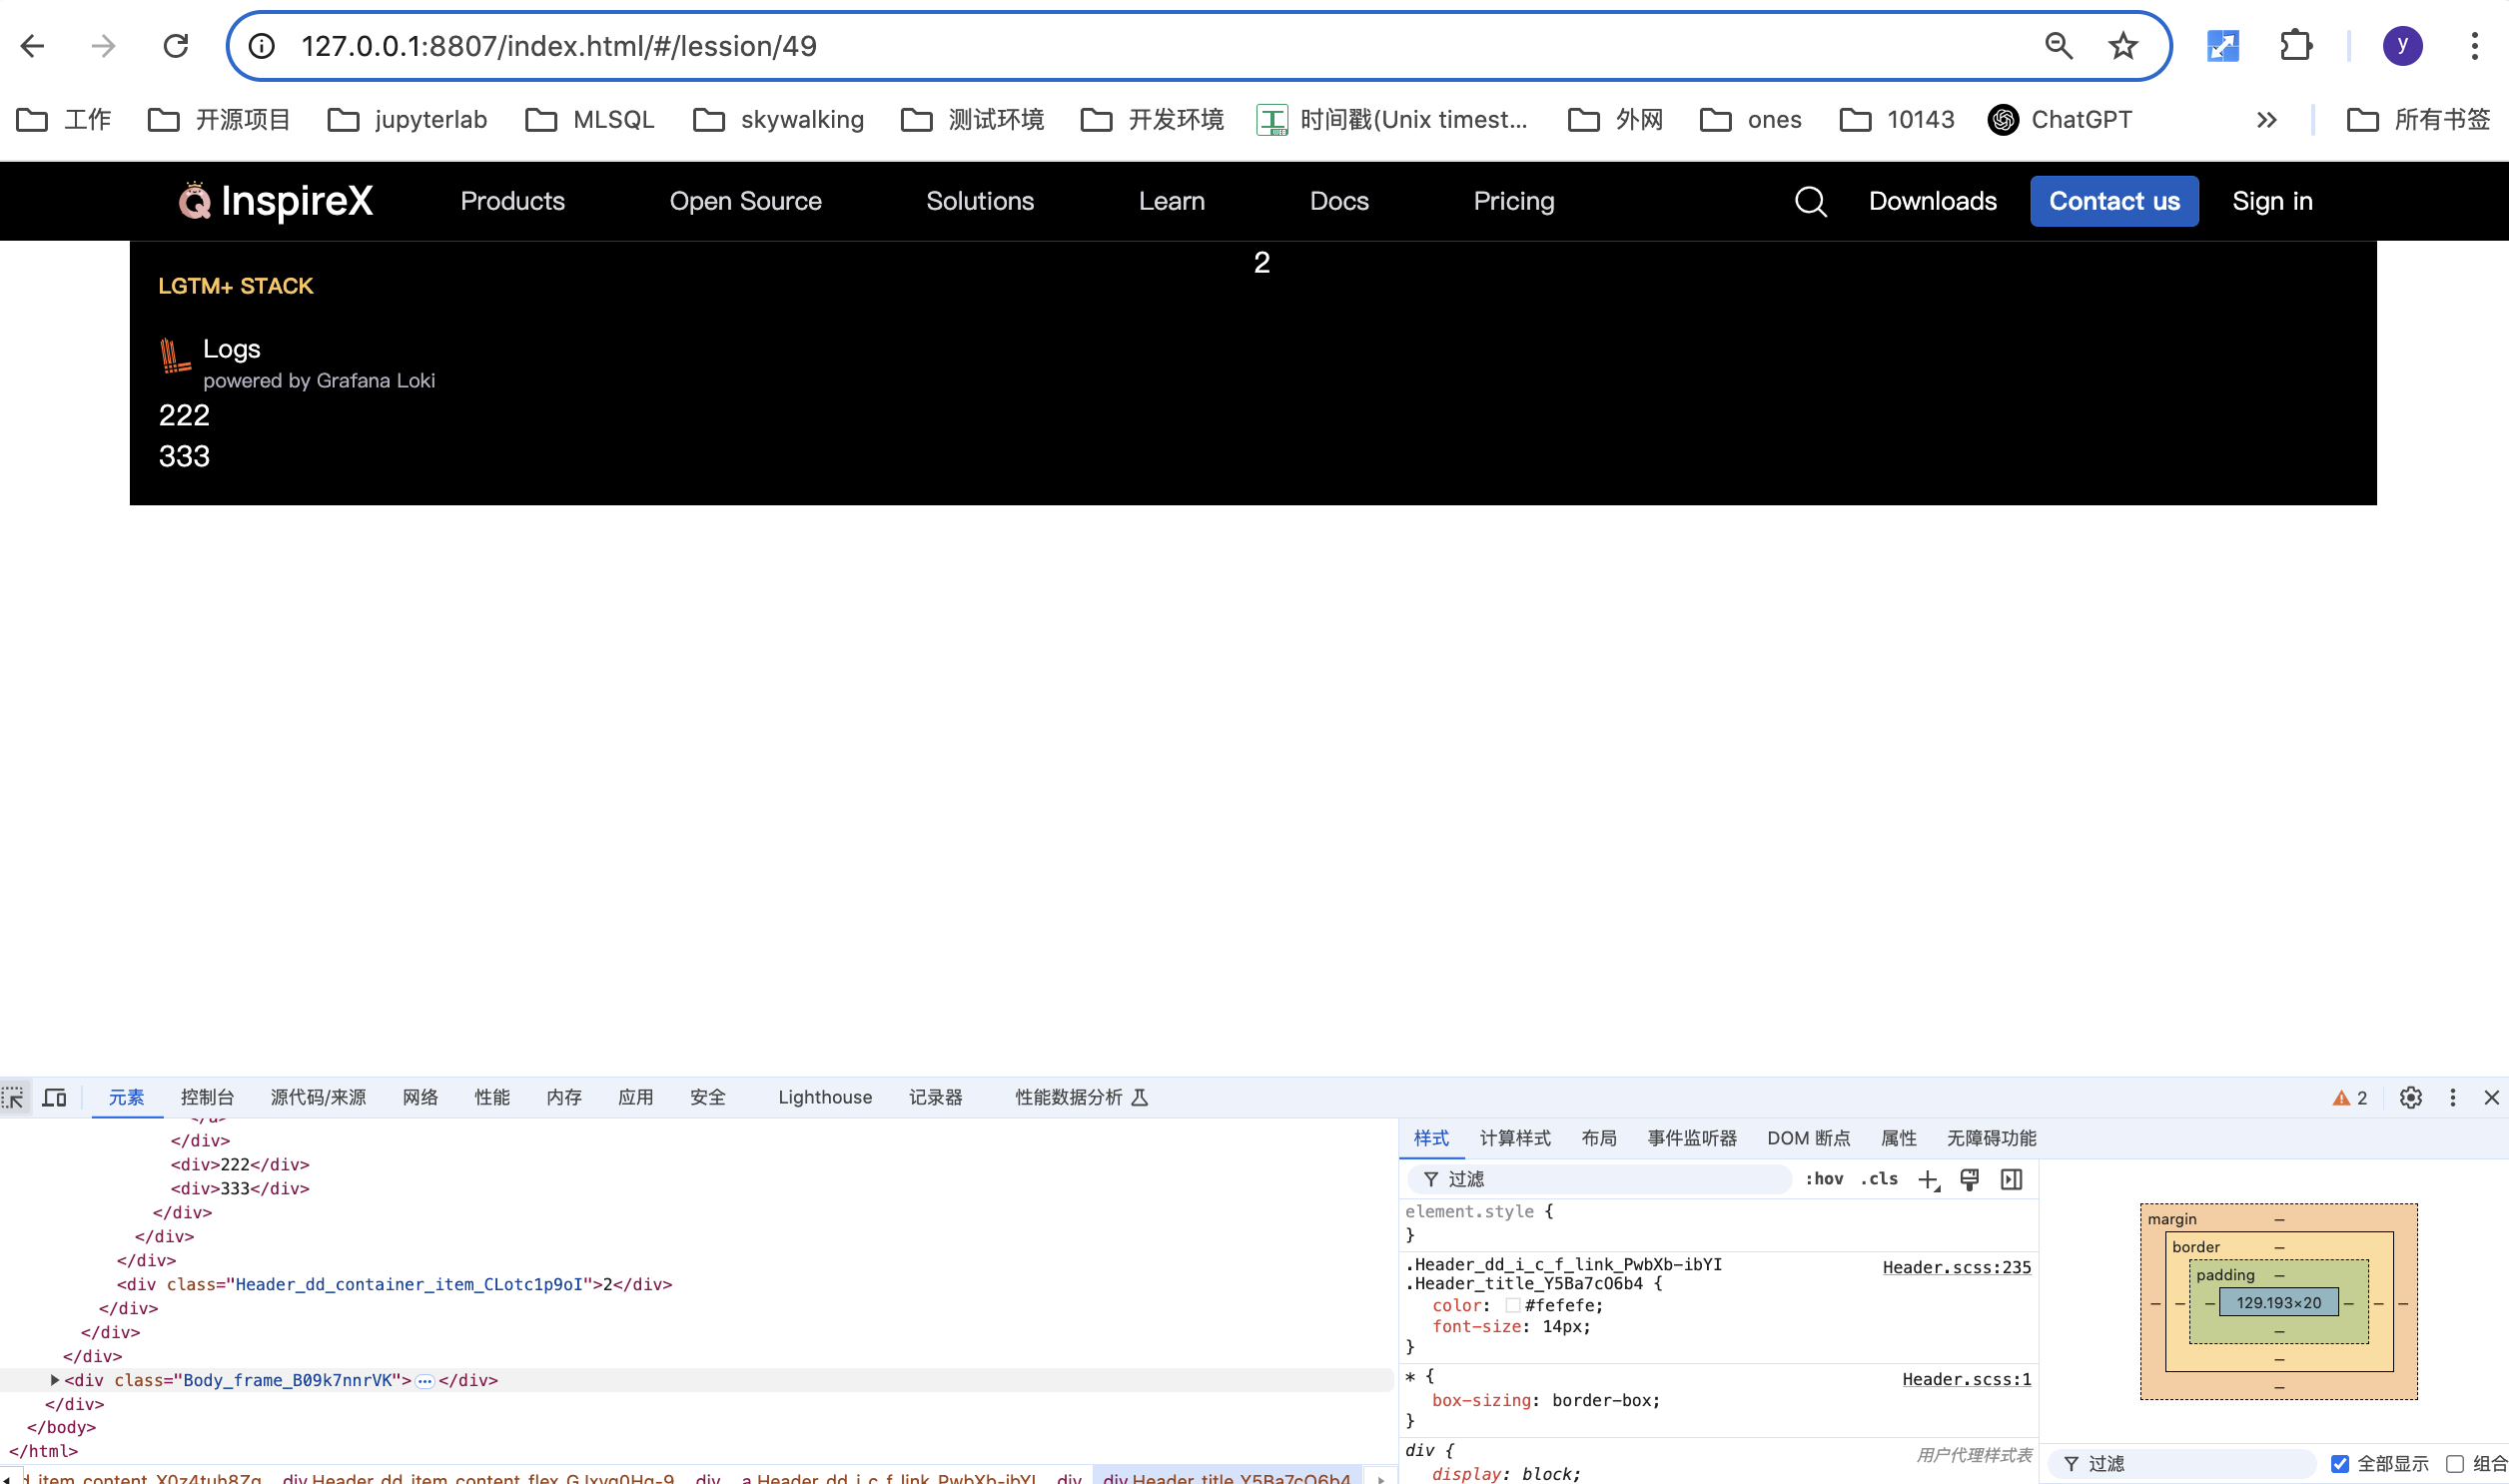 127.0.0.1:8807/index.html/#/lession/49
y
工作 开源项目 jupyterlab MLSQL skywalking 测试环境 开发环境 时间戳(Unix timest... 外网 ones 10143 ChatGPT » 所有书签
InspireX Products Open Source Solutions Learn Docs Pricing Downloads Contact us Sign in
2
LGTM+ STACK
Logs
powered by Grafana Loki
222
333
元素 控制台 源代码/来源 网络 性能 内存 应用 安全 Lighthouse 记录器 性能数据分析 2
</a>
</div>
<div>222</div>
<div>333</div>
</div>
</div>
</div>
<div class="Header_dd_container_item_CLotc1p9oI">2</div>
</div>
</div>
</div>
<div class="Body_frame_B09k7nnrVK">…</div>
</div>
</body>
</html>
d_item_content_X0z4tuh8Zg div.Header_dd_item_content_flex_GJxvg0Hg-9 div a.Header_dd_i_c_f_link_PwbXb-ibYI div div.Header_title_Y5Ba7cO6b4
样式 计算样式 布局 事件监听器 DOM 断点 属性 无障碍功能
过滤 :hov .cls
element.style {
}
.Header_dd_i_c_f_link_PwbXb-ibYI Header.scss:235
.Header_title_Y5Ba7cO6b4 {
color: #fefefe;
font-size: 14px;
}
* { Header.scss:1
box-sizing: border-box;
}
div { 用户代理样式表
display: block;
margin –
border –
padding –
– – – 129.193×20 – – –
–
–
–
过滤 全部显示 组合